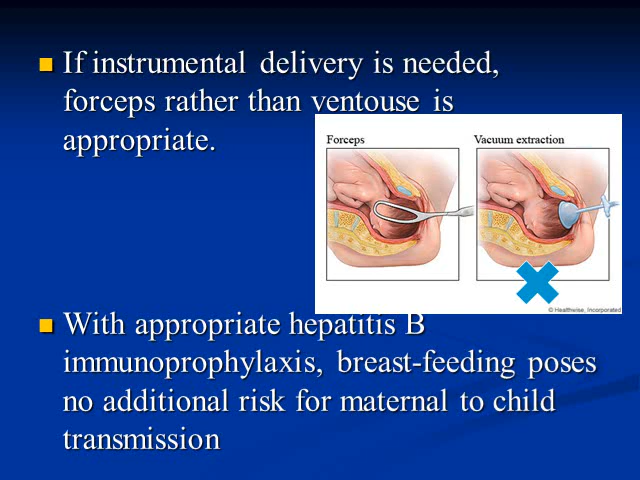 If instrumental delivery is needed,
forceps rather than ventouse is
appropriate.
Forceps
Vacuum extraction
© Healthwise, Incorporated
With appropriate hepatitis B
immunoprophylaxis, breast-feeding poses
no additional risk for maternal to child
transmission